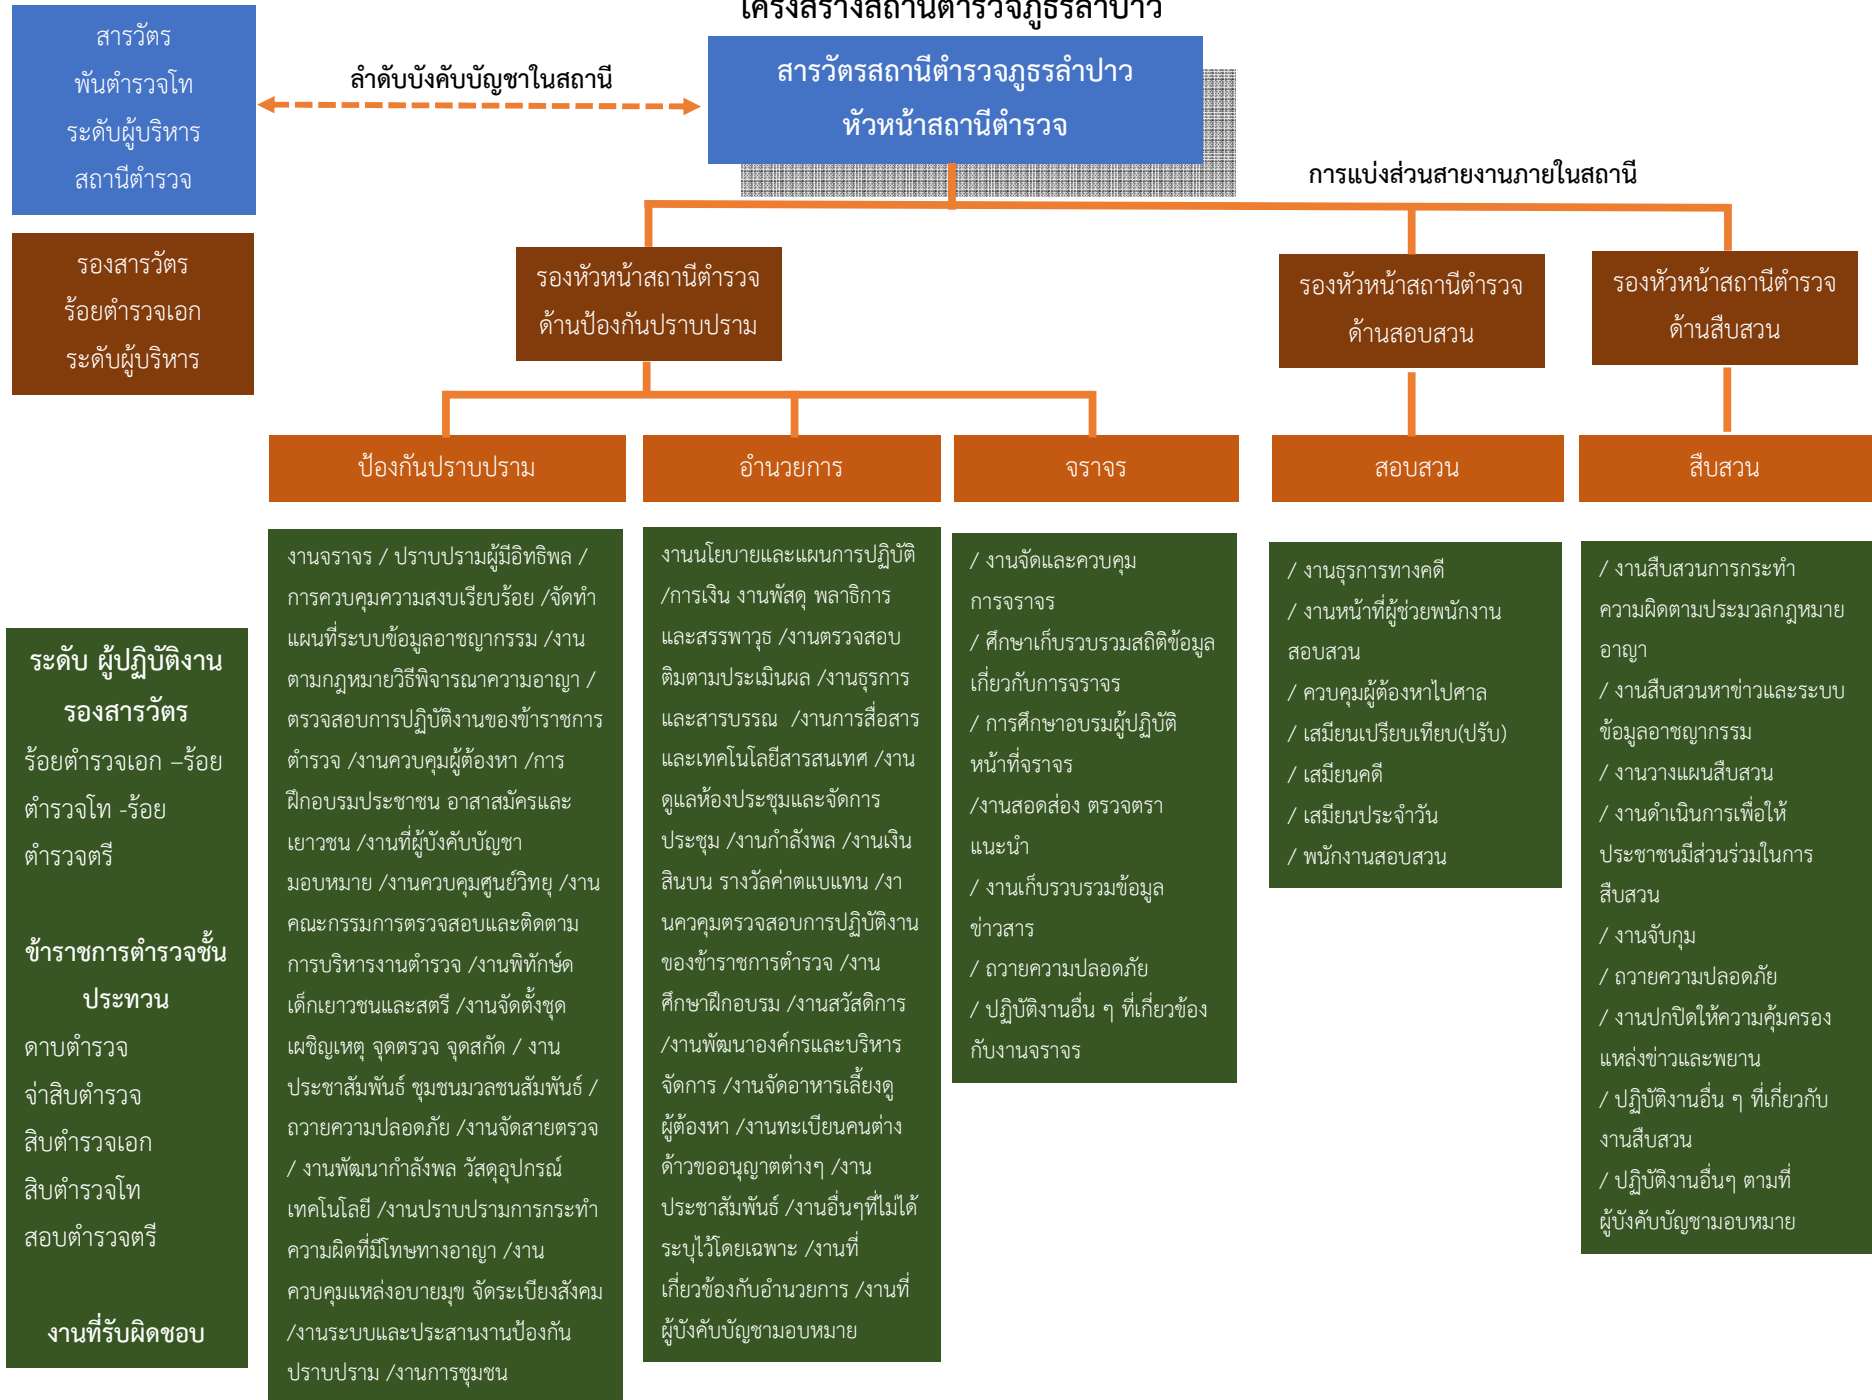 โครงสร้างสถานีตำรวจภูธรลำปาว
สารวัตร
พันตำรวจโท
ระดับผู้บริหาร
สถานีตำรวจ
ลำดับบังคับบัญชาในสถานี
สารวัตรสถานีตำรวจภูธรลำปาว
หัวหน้าสถานีตำรวจ
การแบ่งส่วนสายงานภายในสถานี
รองสารวัตร
ร้อยตำรวจเอก
ระดับผู้บริหาร
รองหัวหน้าสถานีตำรวจ
ด้านป้องกันปราบปราม
รองหัวหน้าสถานีตำรวจ
ด้านสอบสวน
รองหัวหน้าสถานีตำรวจ
ด้านสืบสวน
ป้องกันปราบปราม
อำนวยการ
จราจร
สอบสวน
สืบสวน
ระดับ ผู้ปฏิบัติงาน
รองสารวัตร
ร้อยตำรวจเอก –ร้อย
ตำรวจโท -ร้อย
ตำรวจตรี
ข้าราชการตำรวจชั้น
ประทวน
ดาบตำรวจ
จ่าสิบตำรวจ
สิบตำรวจเอก
สิบตำรวจโท
สอบตำรวจตรี
งานที่รับผิดชอบ
งานจราจร / ปราบปรามผู้มีอิทธิพล /
การควบคุมความสงบเรียบร้อย /จัดทำ
แผนที่ระบบข้อมูลอาชญากรรม /งาน
ตามกฎหมายวิธีพิจารณาความอาญา /
ตรวจสอบการปฏิบัติงานของข้าราชการ
ตำรวจ /งานควบคุมผู้ต้องหา /การ
ฝึกอบรมประชาชน อาสาสมัครและ
เยาวชน /งานที่ผู้บังคับบัญชา
มอบหมาย /งานควบคุมศูนย์วิทยุ /งาน
คณะกรรมการตรวจสอบและติดตาม
การบริหารงานตำรวจ /งานพิทักษ์ด
เด็กเยาวชนและสตรี /งานจัดตั้งชุด
เผชิญเหตุ จุดตรวจ จุดสกัด / งาน
ประชาสัมพันธ์ ชุมชนมวลชนสัมพันธ์ /
ถวายความปลอดภัย /งานจัดสายตรวจ
/ งานพัฒนากำลังพล วัสดุอุปกรณ์
เทคโนโลยี /งานปราบปรามการกระทำ
ความผิดที่มีโทษทางอาญา /งาน
ควบคุมแหล่งอบายมุข จัดระเบียงสังคม
/งานระบบและประสานงานป้องกัน
ปราบปราม /งานการชุมชน
งานนโยบายและแผนการปฏิบัติ
/การเงิน งานพัสดุ พลาธิการ
และสรรพาวุธ /งานตรวจสอบ
ติมตามประเมินผล /งานธุรการ
และสารบรรณ /งานการสื่อสาร
และเทคโนโลยีสารสนเทศ /งาน
ดูแลห้องประชุมและจัดการ
ประชุม /งานกำลังพล /งานเงิน
สินบน รางวัลค่าตแบแทน /งา
นควคุมตรวจสอบการปฏิบัติงาน
ของข้าราชการตำรวจ /งาน
ศึกษาฝึกอบรม /งานสวัสดิการ
/งานพัฒนาองค์กรและบริหาร
จัดการ /งานจัดอาหารเลี้ยงดู
ผู้ต้องหา /งานทะเบียนคนต่าง
ด้าวขออนุญาตต่างๆ /งาน
ประชาสัมพันธ์ /งานอื่นๆที่ไม่ได้
ระบุไว้โดยเฉพาะ /งานที่
เกี่ยวข้องกับอำนวยการ /งานที่
ผู้บังคับบัญชามอบหมาย
/ งานจัดและควบคุม
การจราจร
/ ศึกษาเก็บรวบรวมสถิติข้อมูล
เกี่ยวกับการจราจร
/ การศึกษาอบรมผู้ปฏิบัติ
หน้าที่จราจร
/งานสอดส่อง ตรวจตรา
แนะนำ
/ งานเก็บรวบรวมข้อมูล
ข่าวสาร
/ ถวายความปลอดภัย
/ ปฏิบัติงานอื่น ๆ ที่เกี่ยวข้อง
กับงานจราจร
/ งานธุรการทางคดี
/ งานหน้าที่ผู้ช่วยพนักงาน
สอบสวน
/ ควบคุมผู้ต้องหาไปศาล
/ เสมียนเปรียบเทียบ(ปรับ)
/ เสมียนคดี
/ เสมียนประจำวัน
/ พนักงานสอบสวน
/ งานสืบสวนการกระทำ
ความผิดตามประมวลกฎหมาย
อาญา
/ งานสืบสวนหาข่าวและระบบ
ข้อมูลอาชญากรรม
/ งานวางแผนสืบสวน
/ งานดำเนินการเพื่อให้
ประชาชนมีส่วนร่วมในการ
สืบสวน
/ งานจับกุม
/ ถวายความปลอดภัย
/ งานปกปิดให้ความคุ้มครอง
แหล่งข่าวและพยาน
/ ปฏิบัติงานอื่น ๆ ที่เกี่ยวกับ
งานสืบสวน
/ ปฏิบัติงานอื่นๆ ตามที่
ผู้บังคับบัญชามอบหมาย